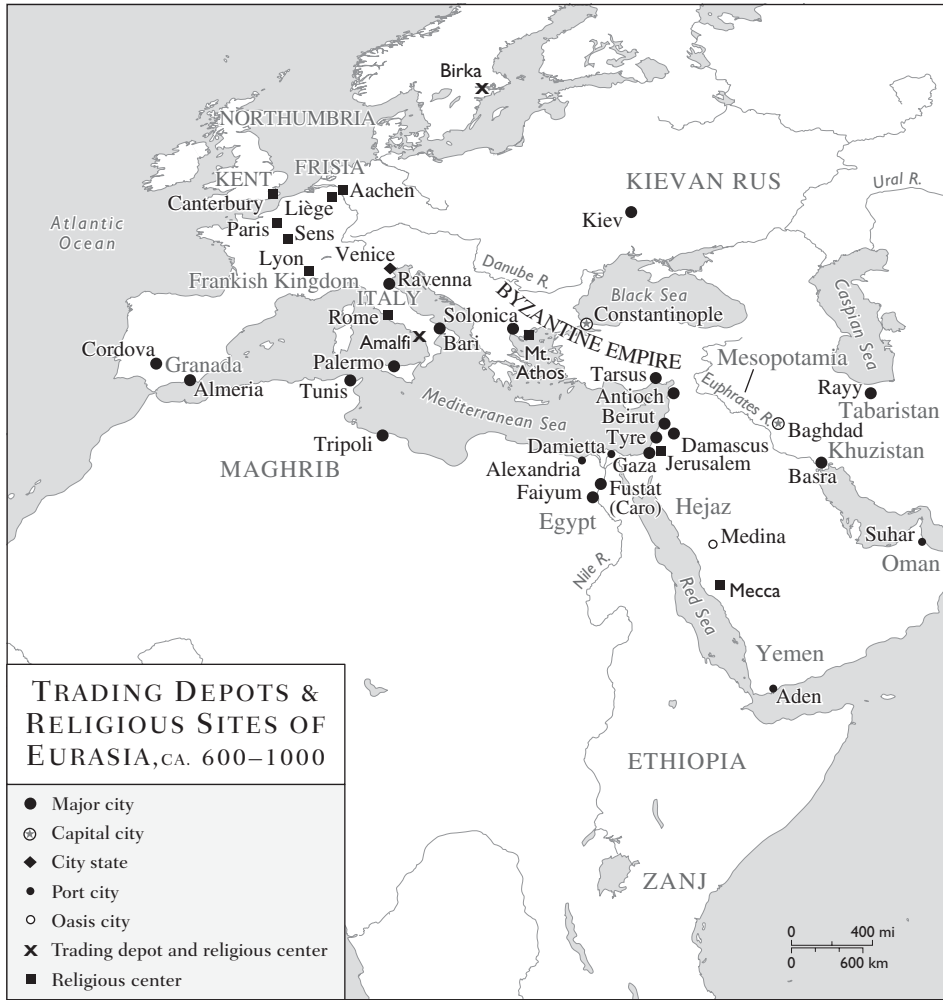 Birka
NORTHUMBRIA
FRISIA
KENT
Aachen
Canterbury
Liège
Paris
Sens
Lyon
Venice
Frankish Kingdom
Ravenna
ITALY
Atlantic
Ocean
KIEVAN RUS
Kiev
Ural R.
Danube R.
Black Sea
Caspian Sea
BYZANTINE EMPIRE
Constantinople
Rome
Solonica
Amalfi
Bari
Mt.
Athos
Cordova
Granada
Almeria
Palermo
Tunis
Mediterranean Sea
Tripoli
MAGHRIB
Tarsus
Antioch
Beirut
Tyre
Damascus
Damietta
Gaza
Jerusalem
Alexandria
Faiyum
Fustat
(Caro)
Egypt
Mesopotamia
Euphrates R.
Baghdad
Rayy
Tabaristan
Khuzistan
Basra
Hejaz
Medina
Suhar
Oman
Nile R.
Red Sea
Mecca
Yemen
Aden
ETHIOPIA
ZANJ
TRADING DEPOTS &
RELIGIOUS SITES OF
EURASIA, CA. 600–1000
Major city
Capital city
City state
Port city
Oasis city
Trading depot and religious center
Religious center
0 400 mi
0 600 km